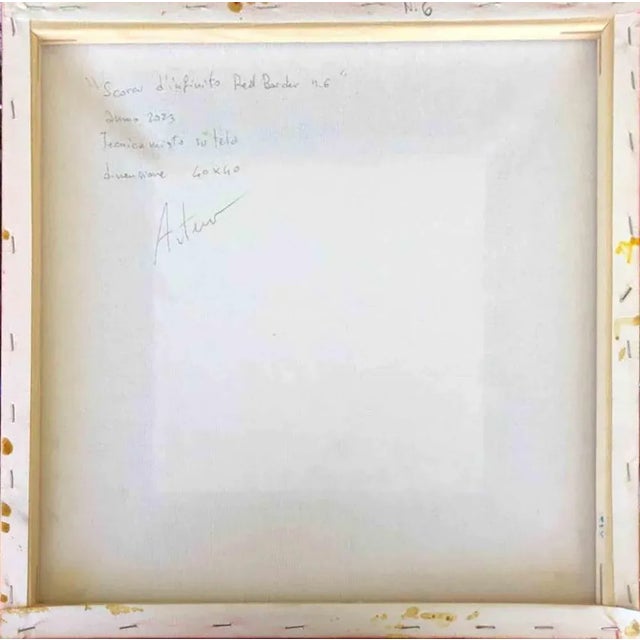 N.6
"Scorci d'infinito Red Border n.6"
anno 2023
Tecnica mista su tela
dimensione 40x40